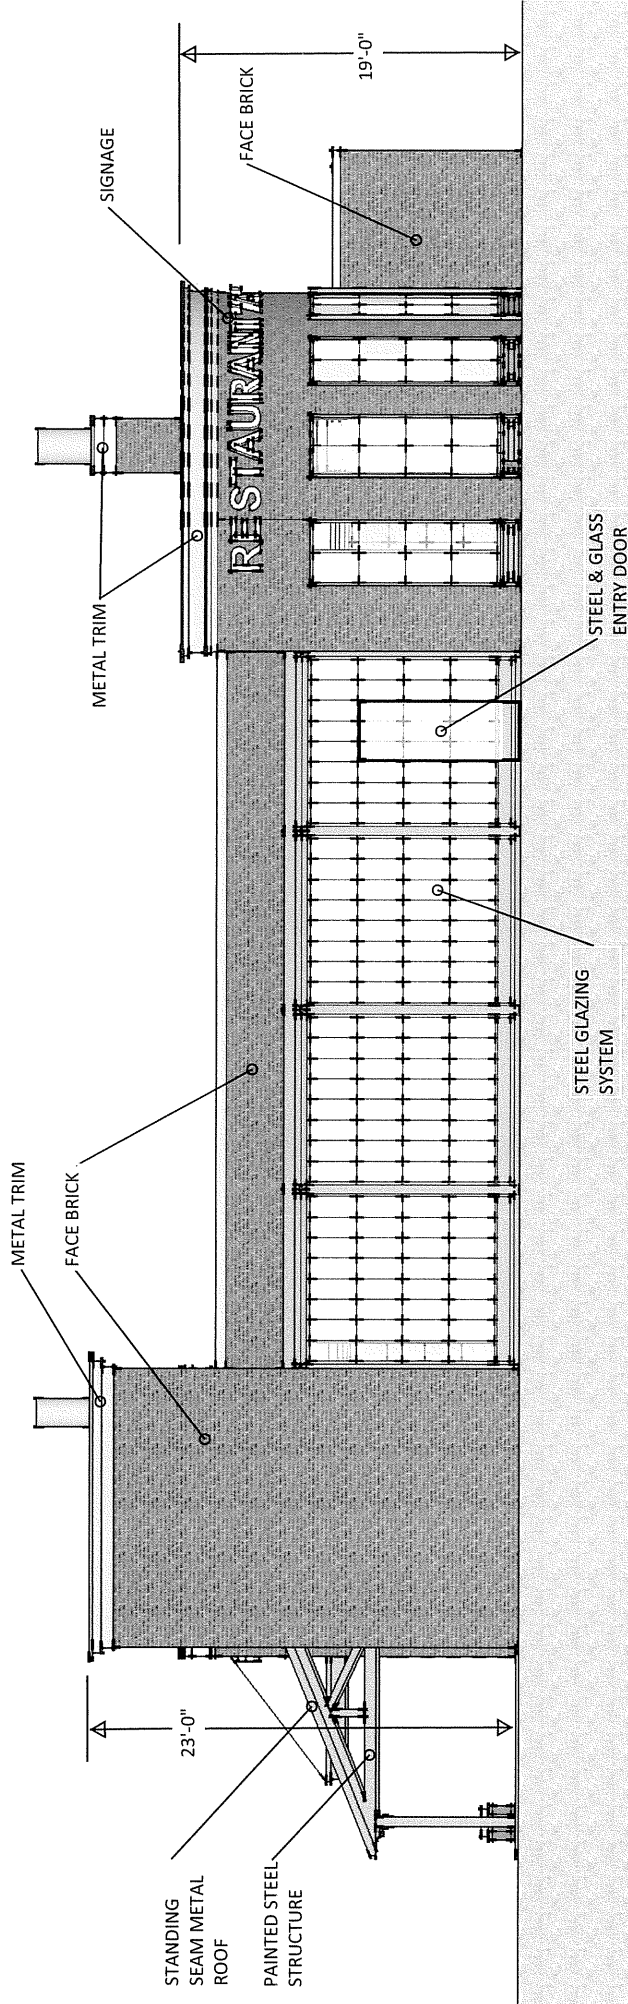 METAL TRIM
FACE BRICK
STANDING
SEAM METAL
ROOF
PAINTED STEEL
STRUCTURE
23'-0"
STEEL GLAZING
SYSTEM
METAL TRIM
STEEL & GLASS
ENTRY DOOR
RESTAURANT
SIGNAGE
FACE BRICK
19'-0"